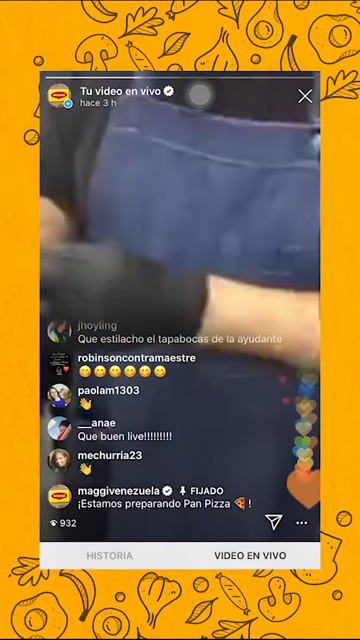 Tu video en vivo
hace 3 h
jhoyling
Que estilacho el tapabocas de la ayudante
robinsoncontramaestre
😋😋😋😋😋😋
paolam1303
👋
___anae
Que buen live!!!!!!!!!
mechurria23
👋
maggivenezuela FIJADO
¡Estamos preparando Pan Pizza 🍕 !
932
HISTORIA VIDEO EN VIVO